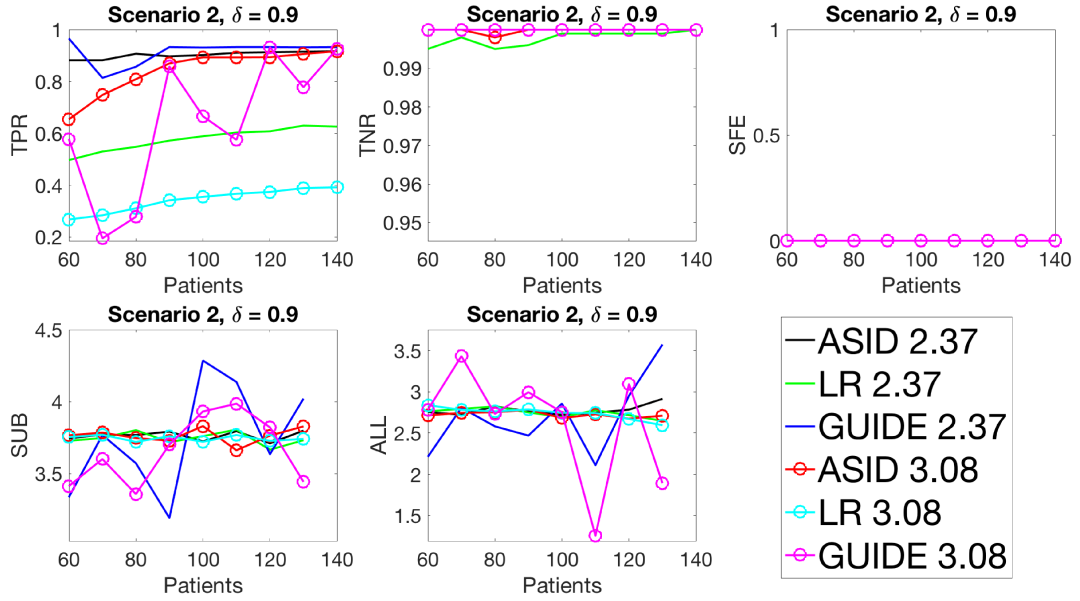 Scenario 2, δ = 0.9
1
0.8
0.6
0.4
0.2
TPR
60 80 100 120 140
Patients
Scenario 2, δ = 0.9
0.99
0.98
0.97
0.96
0.95
TNR
60 80 100 120 140
Patients
Scenario 2, δ = 0.9
1
0.5
0
SFE
60 80 100 120 140
Patients
Scenario 2, δ = 0.9
4.5
4
3.5
SUB
60 80 100 120 140
Patients
Scenario 2, δ = 0.9
3.5
3
2.5
2
1.5
ALL
60 80 100 120 140
Patients
ASID 2.37
LR 2.37
GUIDE 2.37
ASID 3.08
LR 3.08
GUIDE 3.08